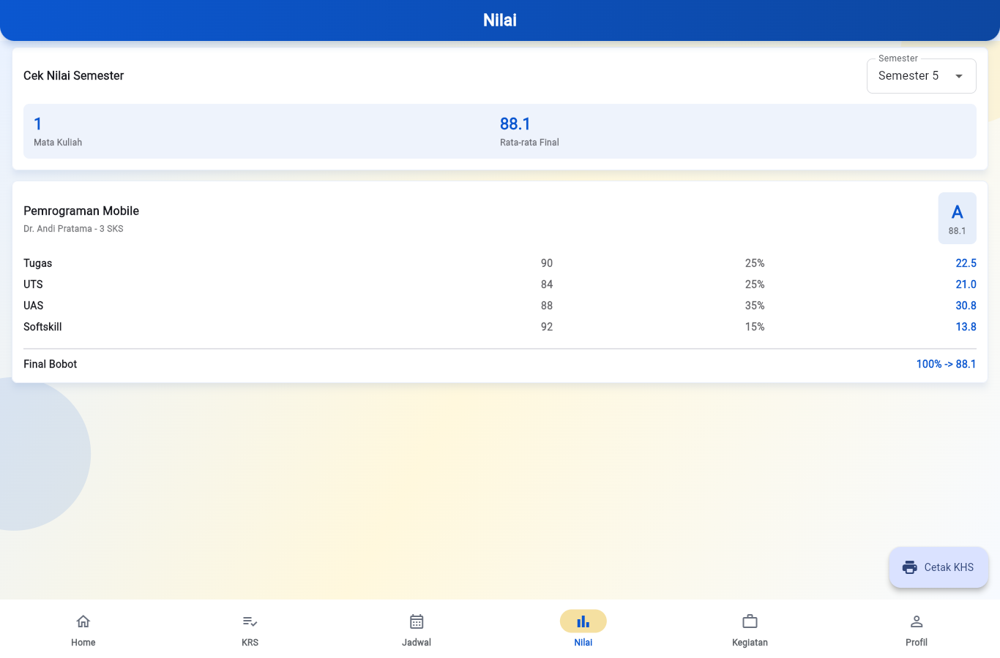 Nilai
Cek Nilai Semester
Semester
Semester 5
1
Mata Kuliah
88.1
Rata-rata Final
Pemrograman Mobile
Dr. Andi Pratama - 3 SKS
A
88.1
Tugas 90 25% 22.5
UTS 84 25% 21.0
UAS 88 35% 30.8
Softskill 92 15% 13.8
Final Bobot 100% -> 88.1
Cetak KHS
Home KRS Jadwal Nilai Kegiatan Profil